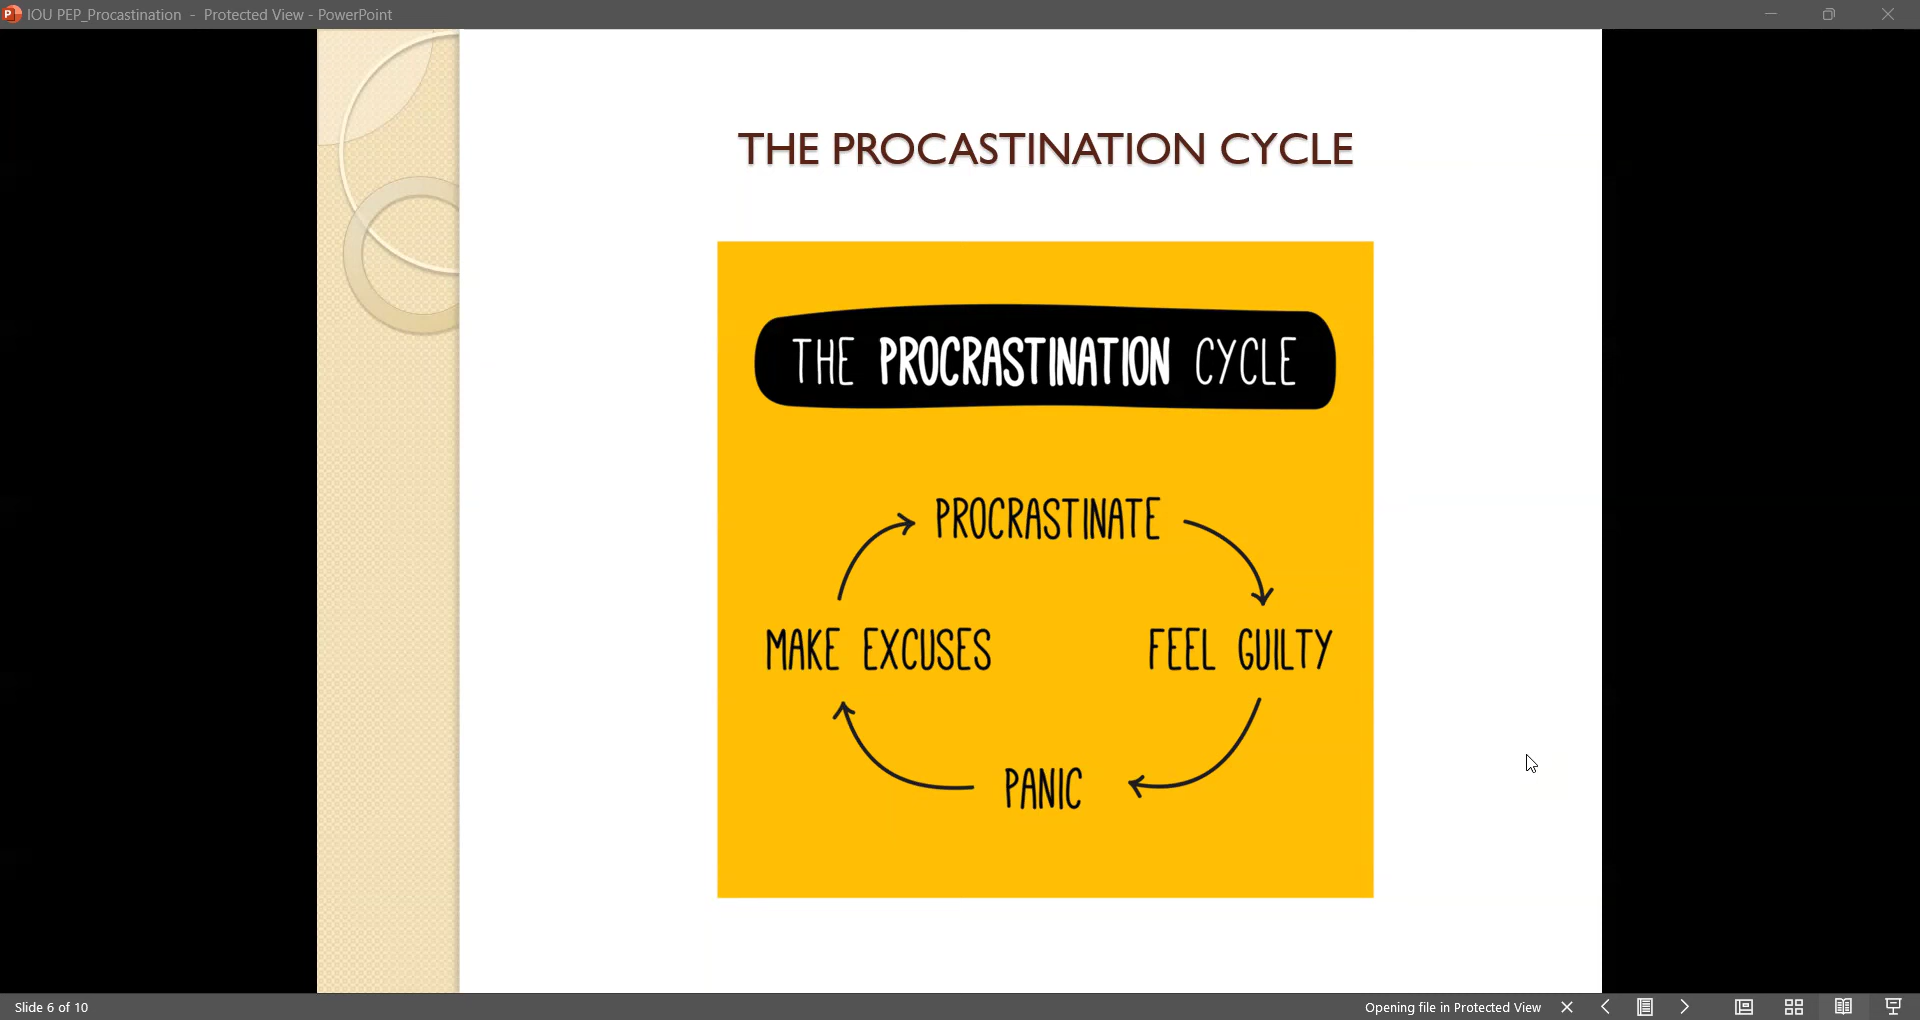 IOU PEP_Procastination - Protected View - PowerPoint
THE PROCASTINATION CYCLE
THE PROCRASTINATION CYCLE
PROCRASTINATE
MAKE EXCUSES FEEL GUILTY
PANIC
Slide 6 of 10 Opening file in Protected View